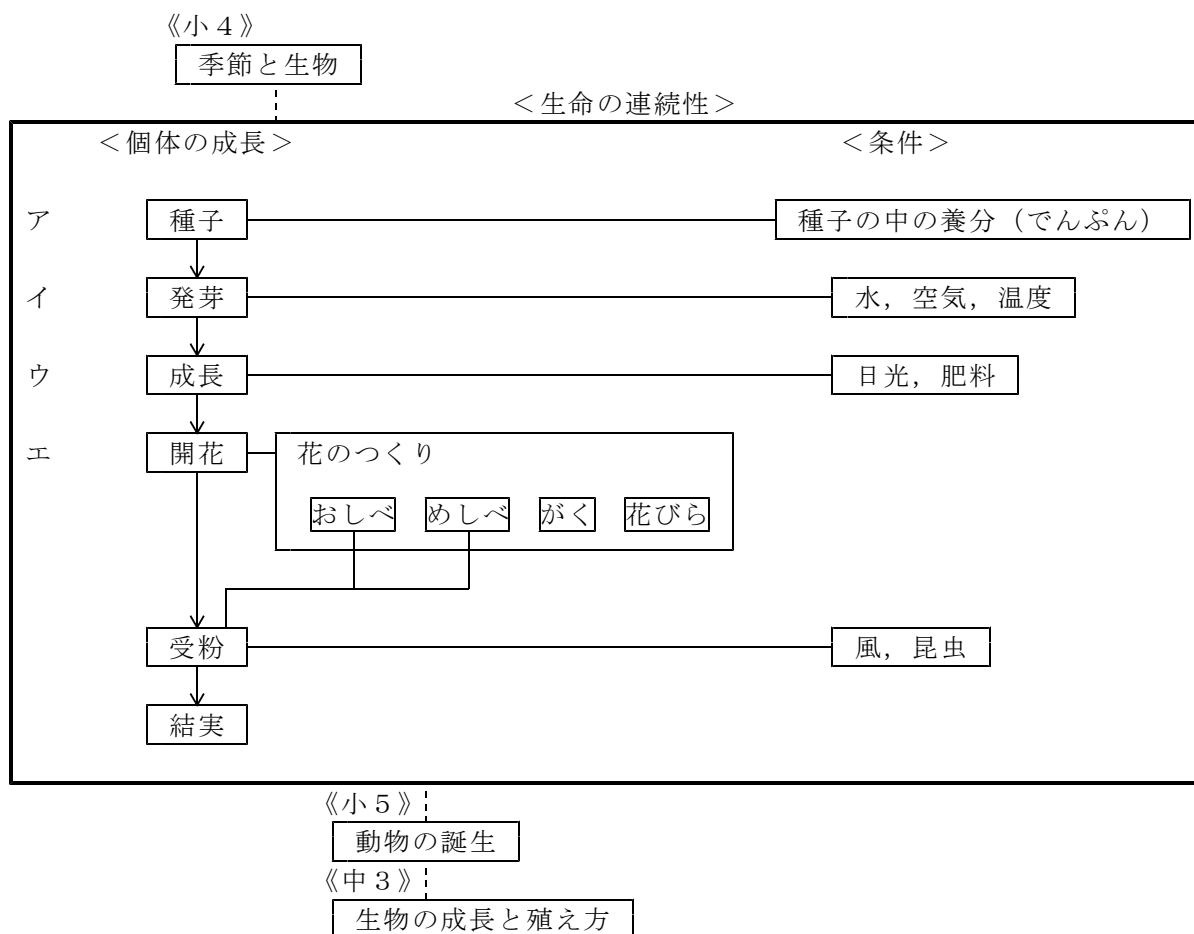 《小４》
季節と生物
＜生命の連続性＞
＜個体の成長＞ ＜条件＞
ア 種子 種子の中の養分（でんぷん）
イ 発芽 水，空気，温度
ウ 成長 日光，肥料
エ 開花 花のつくり
おしべ めしべ がく 花びら
受粉 風，昆虫
結実
《小５》
動物の誕生
《中３》
生物の成長と殖え方